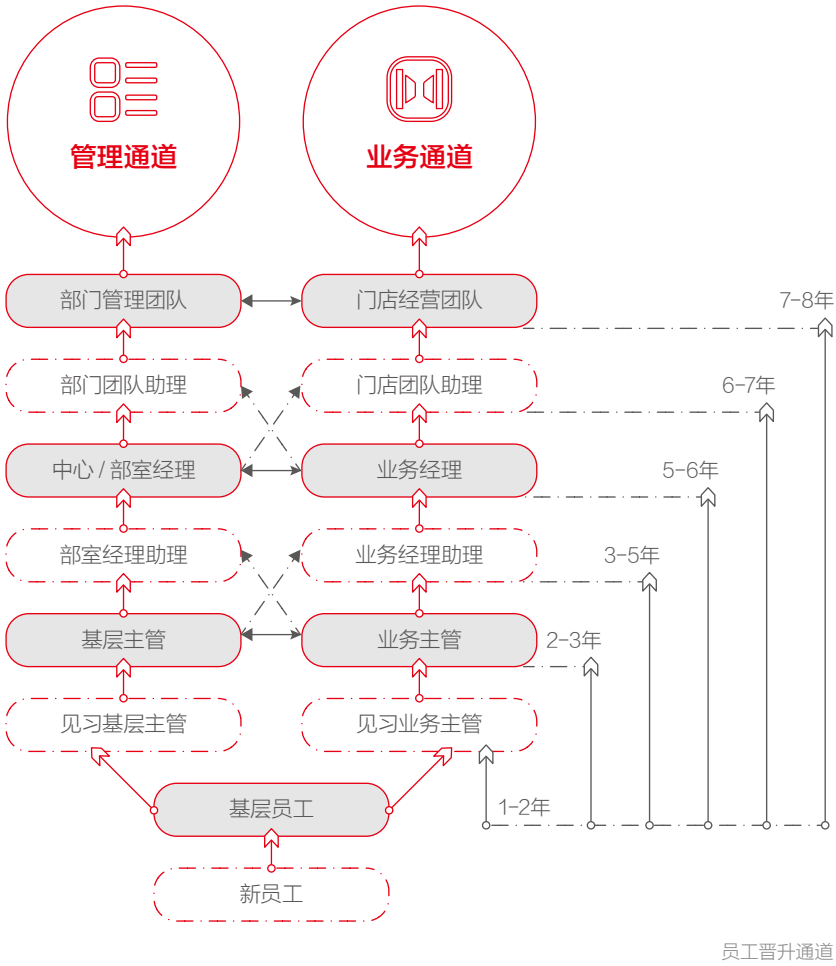 管理通道
业务通道
部门管理团队
门店经营团队
7-8年
部门团队助理
门店团队助理
6-7年
中心 / 部室经理
业务经理
5-6年
部室经理助理
业务经理助理
3-5年
基层主管
业务主管
2-3年
见习基层主管
见习业务主管
基层员工
1-2年
新员工
员工晋升通道